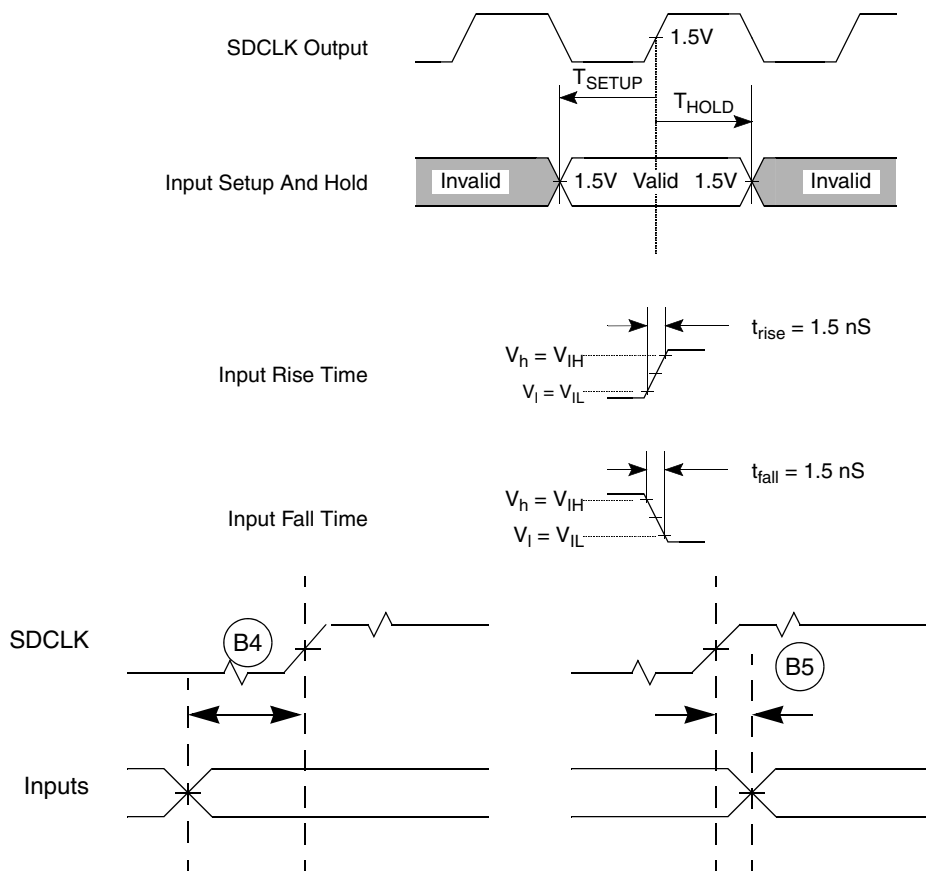 SDCLK Output
1.5V
TSETUP
THOLD
Input Setup And Hold
Invalid 1.5V Valid 1.5V Invalid
trise = 1.5 nS
Vh = VIH
Input Rise Time
Vl = VIL
tfall = 1.5 nS
Vh = VIH
Input Fall Time
Vl = VIL
SDCLK
B4
B5
Inputs